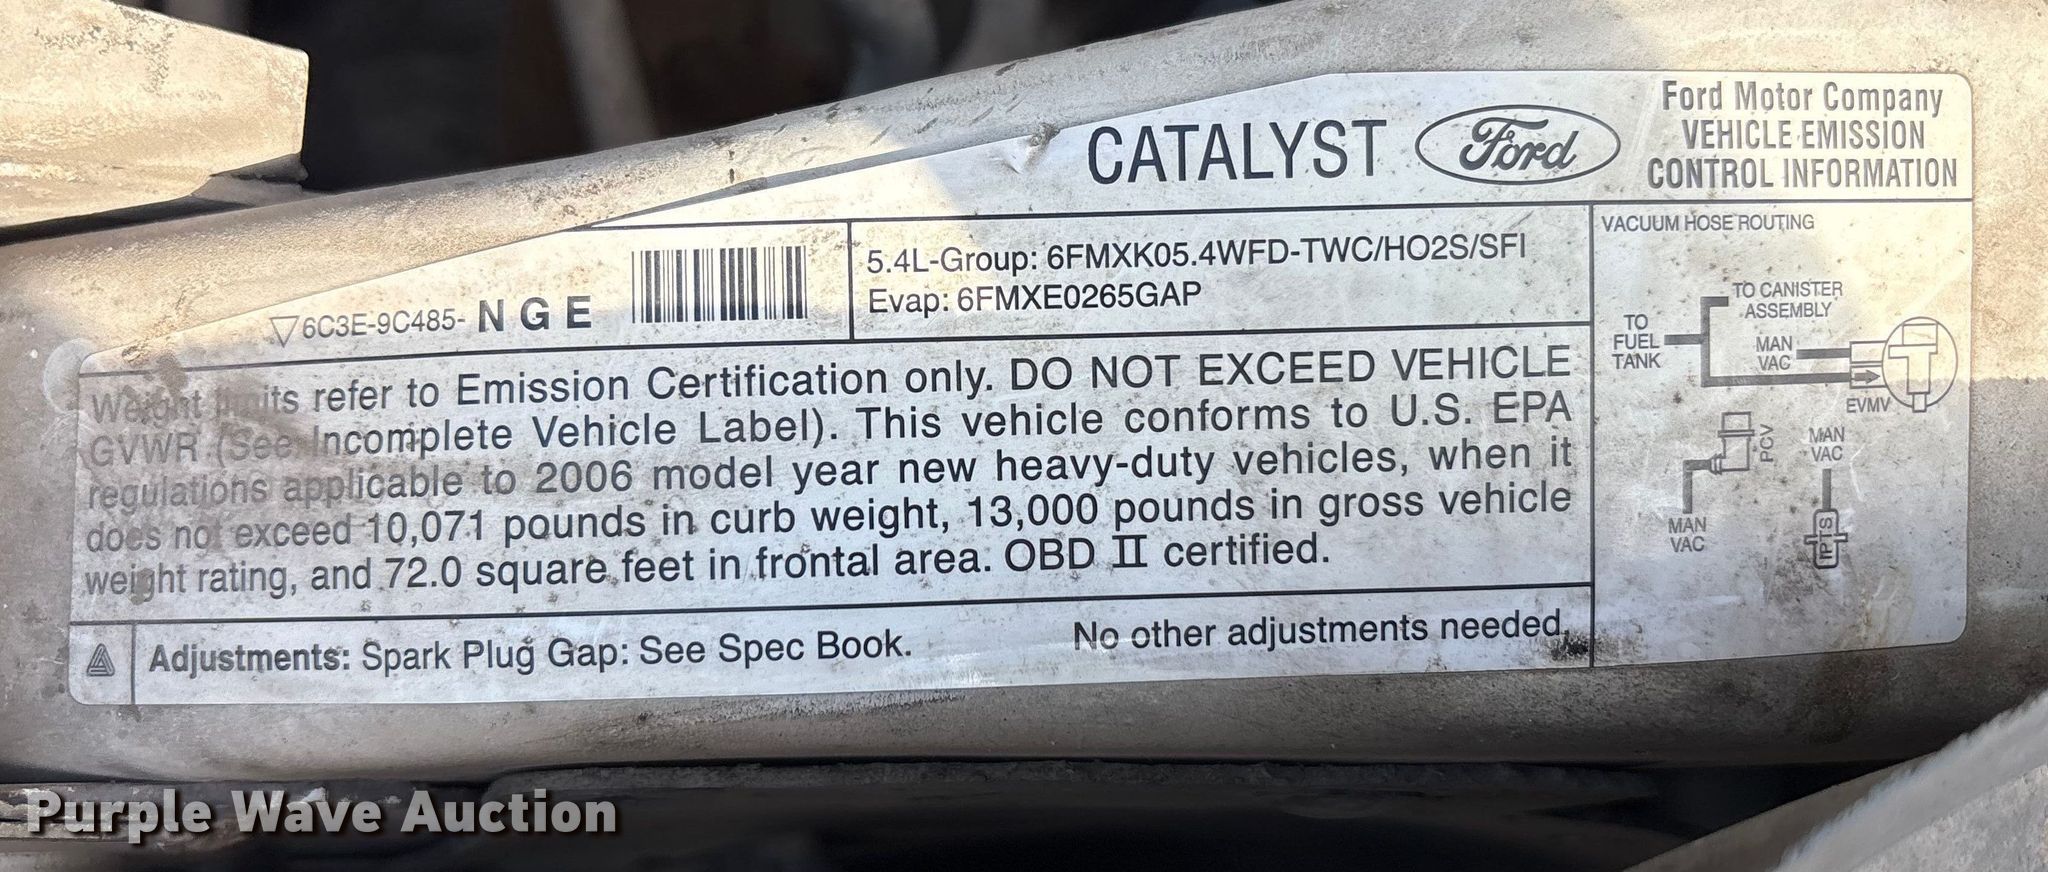 CATALYST
Ford
Ford Motor Company
VEHICLE EMISSION
CONTROL INFORMATION
6C3E-9C485- NGE
5.4L-Group: 6FMXK05.4WFD-TWC/HO2S/SFI
Evap: 6FMXE0265GAP
Weight limits refer to Emission Certification only. DO NOT EXCEED VEHICLE
GVWR (See Incomplete Vehicle Label). This vehicle conforms to U.S. EPA
regulations applicable to 2006 model year new heavy-duty vehicles, when it
does not exceed 10,071 pounds in curb weight, 13,000 pounds in gross vehicle
weight rating, and 72.0 square feet in frontal area. OBD II certified.
Adjustments: Spark Plug Gap: See Spec Book.
No other adjustments needed.
VACUUM HOSE ROUTING
TO CANISTER
ASSEMBLY
TO
FUEL
TANK
MAN
VAC
EVMV
PCV
MAN
VAC
MAN
VAC
IPTS
Purple Wave Auction